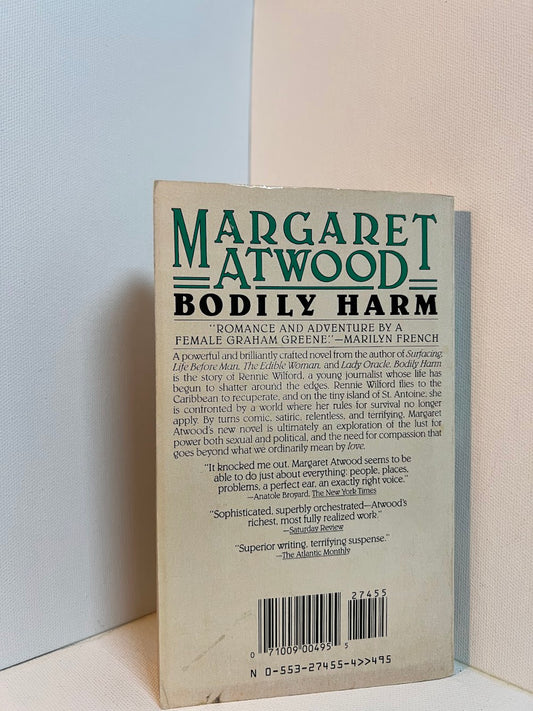 MARGARET
ATWOOD
BODILY HARM
"ROMANCE AND ADVENTURE BY A
FEMALE GRAHAM GREENE."—MARILYN FRENCH
A powerful and brilliantly crafted novel from the author of Surfacing,
Life Before Man, The Edible Woman, and Lady Oracle, Bodily Harm
is the story of Rennie Wilford, a young journalist whose life has
begun to shatter around the edges. Rennie Wilford flies to the
Caribbean to recuperate, and on the tiny island of St. Antoine; she
is confronted by a world where her rules for survival no longer
apply. By turns comic, satiric, relentless, and terrifying, Margaret
Atwood's new novel is ultimately an exploration of the lust for
power both sexual and political, and the need for compassion that
goes beyond what we ordinarily mean by love.
"It knocked me out. Margaret Atwood seems to be
able to do just about everything: people, places,
problems, a perfect ear, an exactly right voice."
—Anatole Broyard, The New York Times
"Sophisticated, superbly orchestrated—Atwood's
richest, most fully realized work."
—Saturday Review
"Superior writing, terrifying suspense."
—The Atlantic Monthly
27455
0 71009 00495 5
N 0-553-27455-4>>495